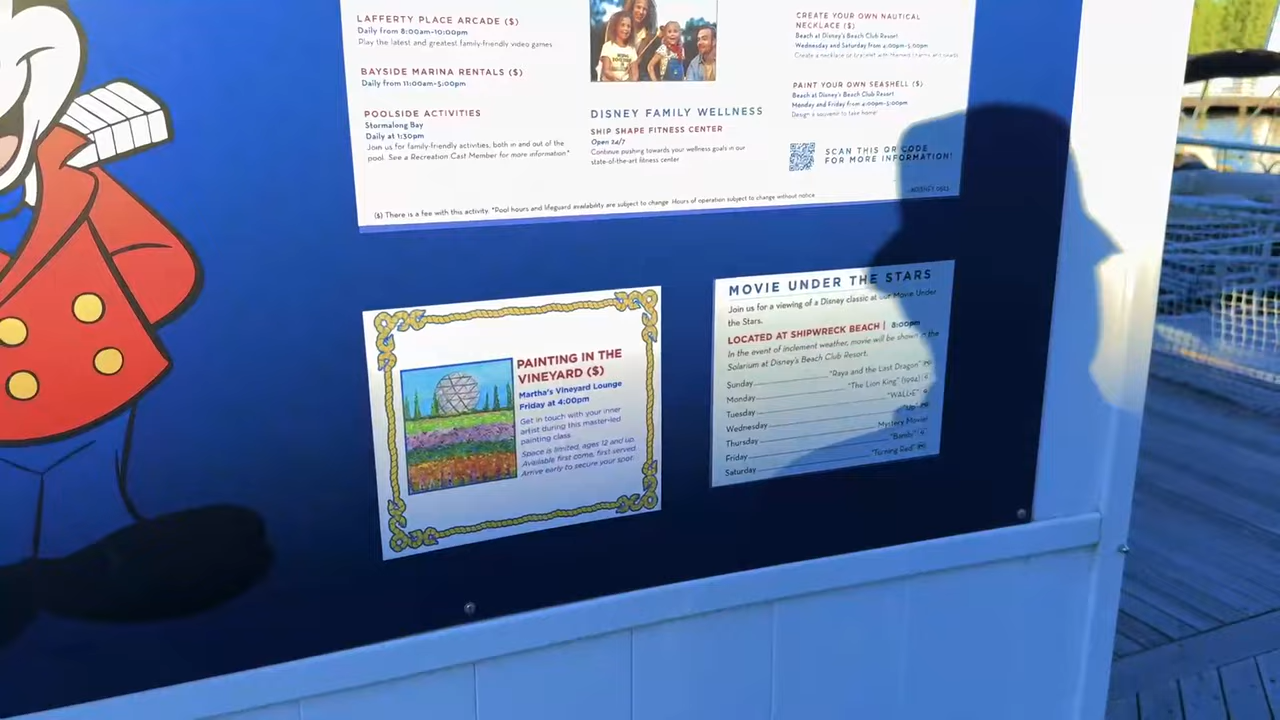 LAFFERTY PLACE ARCADE ($)
Daily from 8:00am-10:00pm
Play the latest and greatest family-friendly video games
BAYSIDE MARINA RENTALS ($)
Daily from 11:00am-5:00pm
POOLSIDE ACTIVITIES
Stormalong Bay
Daily at 1:30pm
Join us for family-friendly activities, both in and out of the
pool. See a Recreation Cast Member for more information*
DISNEY FAMILY WELLNESS
SHIP SHAPE FITNESS CENTER
Open 24/7
Continue pushing towards your wellness goals in our
state-of-the-art fitness center
CREATE YOUR OWN NAUTICAL
NECKLACE ($)
Beach at Disney's Beach Club Resort
Wednesday and Saturday from 4:00pm-5:00pm
Create a necklace or bracelet with themed charms and beads
PAINT YOUR OWN SEASHELL ($)
Beach at Disney's Beach Club Resort
Monday and Friday from 4:00pm-5:00pm
Design a souvenir to take home!
SCAN THIS QR CODE
FOR MORE INFORMATION!
($) There is a fee with this activity. *Pool hours and lifeguard availability are subject to change. Hours of operation subject to change without notice
PAINTING IN THE
VINEYARD ($)
Martha's Vineyard Lounge
Friday at 4:00pm
Get in touch with your inner
artist during this master-led
painting class.
Space is limited, ages 12 and up.
Available first come, first served.
Arrive early to secure your spot.
MOVIE UNDER THE STARS
Join us for a viewing of a Disney classic at our Movie Under
the Stars.
LOCATED AT SHIPWRECK BEACH | 8:00pm
In the event of inclement weather, movie will be shown in the
Solarium at Disney's Beach Club Resort.
Sunday "Raya and the Last Dragon"
Monday "The Lion King" (1994)
Tuesday "WALL•E"
Wednesday "Up"
Thursday Mystery Movie!
Friday "Bambi"
Saturday "Turning Red"